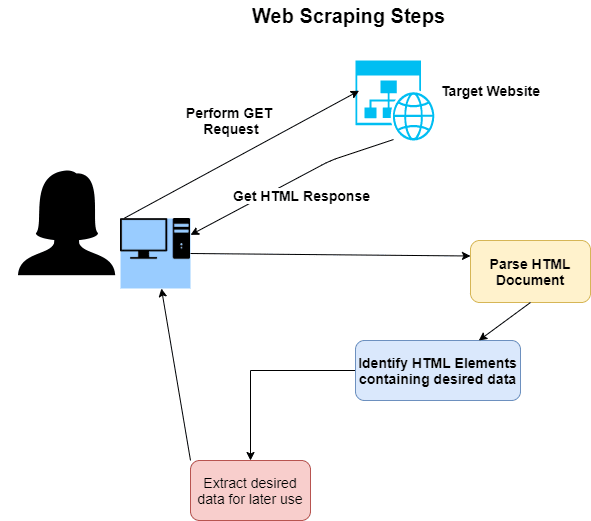 Web Scraping Steps
Target Website
Perform GET
Request
Get HTML Response
Parse HTML
Document
Identify HTML Elements
containing desired data
Extract desired
data for later use